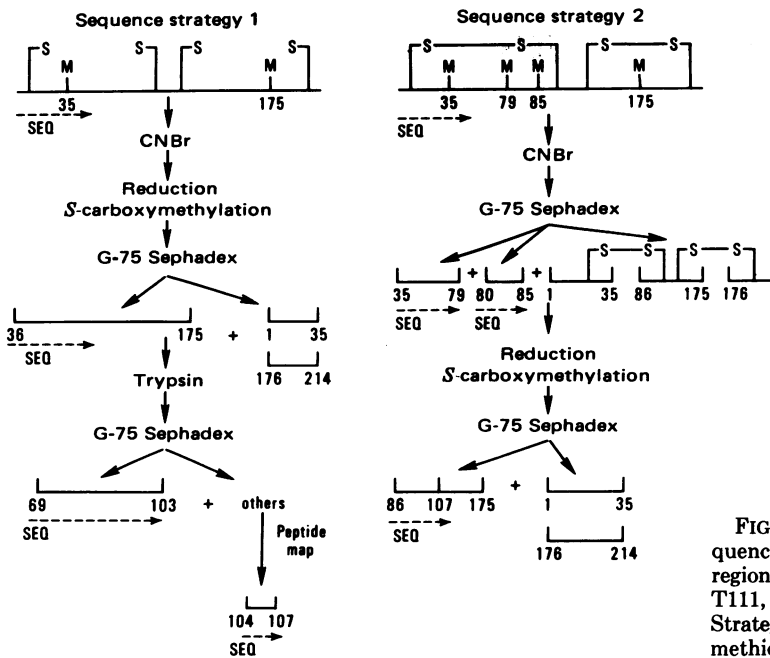 Sequence strategy 1
S S S S
M M
35 175
SEQ
CNBr
Reduction
S-carboxymethylation
G-75 Sephadex
36 175 + 1 35
176 214
Trypsin
G-75 Sephadex
69 103 + others
SEQ
Peptide
map
104 107
SEQ
Sequence strategy 2
S S S S
M M M M
35 79 85 175
SEQ
CNBr
G-75 Sephadex
S S S S
35 79 + 80 85 + 1 35 86 175 176
SEQ SEQ
Reduction
S-carboxymethylation
G-75 Sephadex
86 107 175 + 1 35
SEQ
176 214
FIG
quenc
region
T111,
Strate
methic